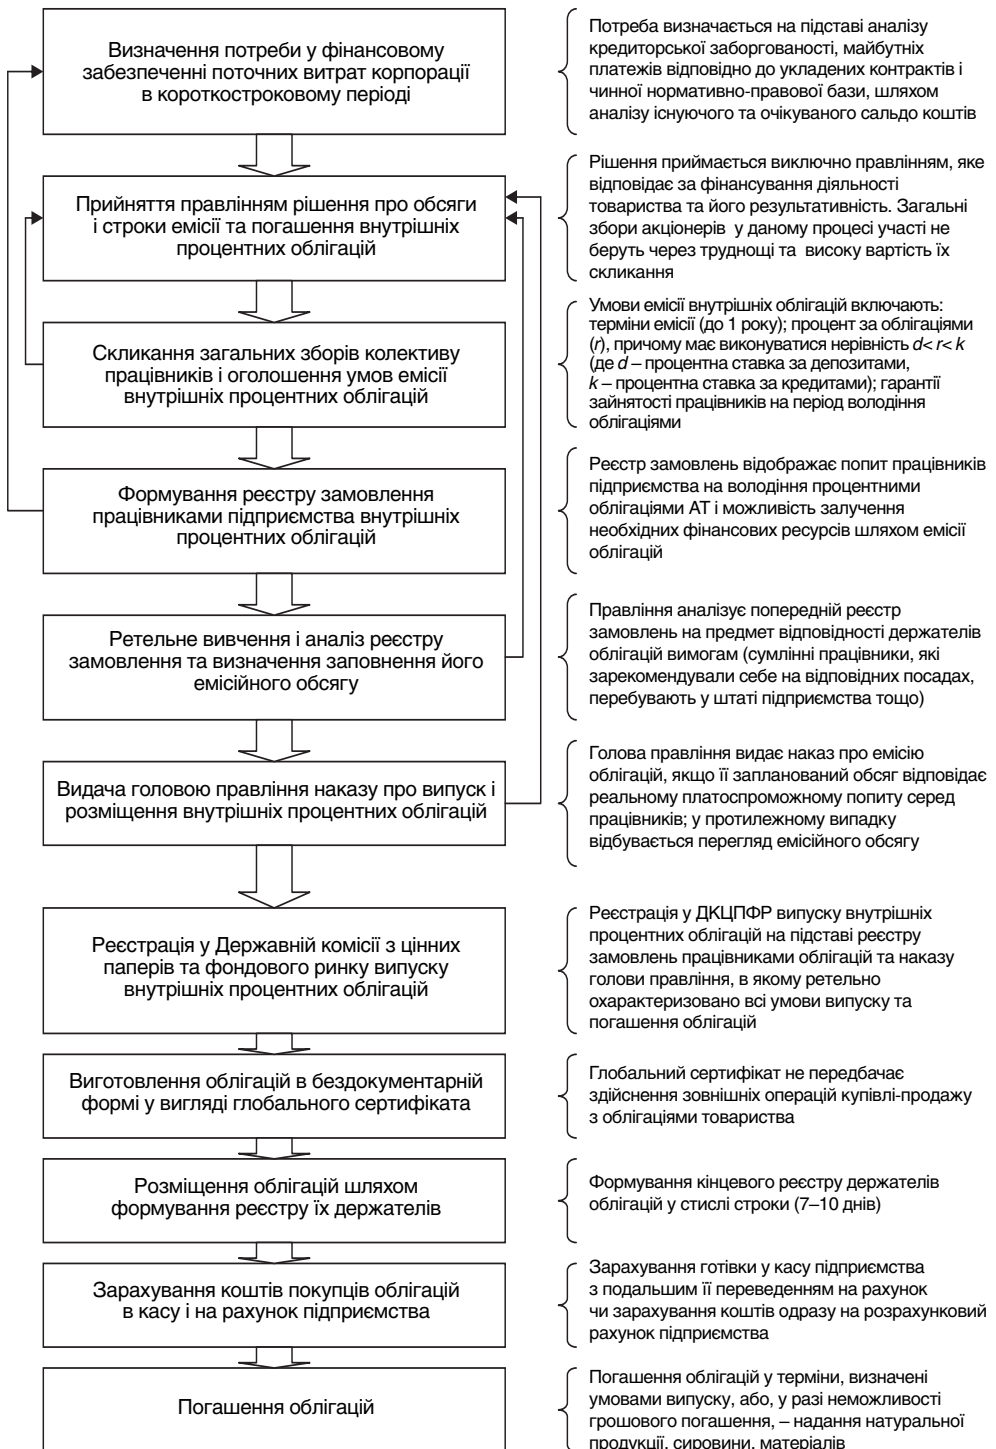 Визначення потреби у фінансовому
забезпеченні поточних витрат корпорації
в короткостроковому періоді
Потреба визначається на підставі аналізу
кредиторської заборгованості, майбутніх
платежів відповідно до укладених контрактів і
чинної нормативно-правової бази, шляхом
аналізу існуючого та очікуваного сальдо коштів
Прийняття правлінням рішення про обсяги
і строки емісії та погашення внутрішніх
процентних облігацій
Рішення приймається виключно правлінням, яке
відповідає за фінансування діяльності
товариства та його результативність. Загальні
збори акціонерів у даному процесі участі не
беруть через труднощі та високу вартість їх
скликання
Скликання загальних зборів колективу
працівників і оголошення умов емісії
внутрішніх процентних облігацій
Умови емісії внутрішніх облігацій включають:
терміни емісії (до 1 року); процент за облігаціями
(r), причому має виконуватися нерівність d< r< k
(де d – процентна ставка за депозитами,
k – процентна ставка за кредитами); гарантії
зайнятості працівників на період володіння
облігаціями
Формування реєстру замовлення
працівниками підприємства внутрішніх
процентних облігацій
Реєстр замовлень відображає попит працівників
підприємства на володіння процентними
облігаціями АТ і можливість залучення
необхідних фінансових ресурсів шляхом емісії
облігацій
Ретельне вивчення і аналіз реєстру
замовлення та визначення заповнення його
емісійного обсягу
Правління аналізує попередній реєстр
замовлень на предмет відповідності держателів
облігацій вимогам (сумлінні працівники, які
зарекомендували себе на відповідних посадах,
перебувають у штаті підприємства тощо)
Видача головою правління наказу про випуск і
розміщення внутрішніх процентних облігацій
Голова правління видає наказ про емісію
облігацій, якщо її запланований обсяг відповідає
реальному платоспроможному попиту серед
працівників; у протилежному випадку
відбувається перегляд емісійного обсягу
Реєстрація у Державній комісії з цінних
паперів та фондового ринку випуску
внутрішніх процентних облігацій
Реєстрація у ДКЦПФР випуску внутрішніх
процентних облігацій на підставі реєстру
замовлень працівниками облігацій та наказу
голови правління, в якому ретельно
охарактеризовано всі умови випуску та
погашення облігацій
Виготовлення облігацій в бездокументарній
формі у вигляді глобального сертифіката
Глобальний сертифікат не передбачає
здійснення зовнішніх операцій купівлі-продажу
з облігаціями товариства
Розміщення облігацій шляхом
формування реєстру їх держателів
Формування кінцевого реєстру держателів
облігацій у стислі строки (7–10 днів)
Зарахування коштів покупців облігацій
в касу і на рахунок підприємства
Зарахування готівки у касу підприємства
з подальшим її переведенням на рахунок
чи зарахування коштів одразу на розрахунковий
рахунок підприємства
Погашення облігацій
Погашення облігацій у терміни, визначені
умовами випуску, або, у разі неможливості
грошового погашення, – надання натуральної
продукції, сировини, матеріалів